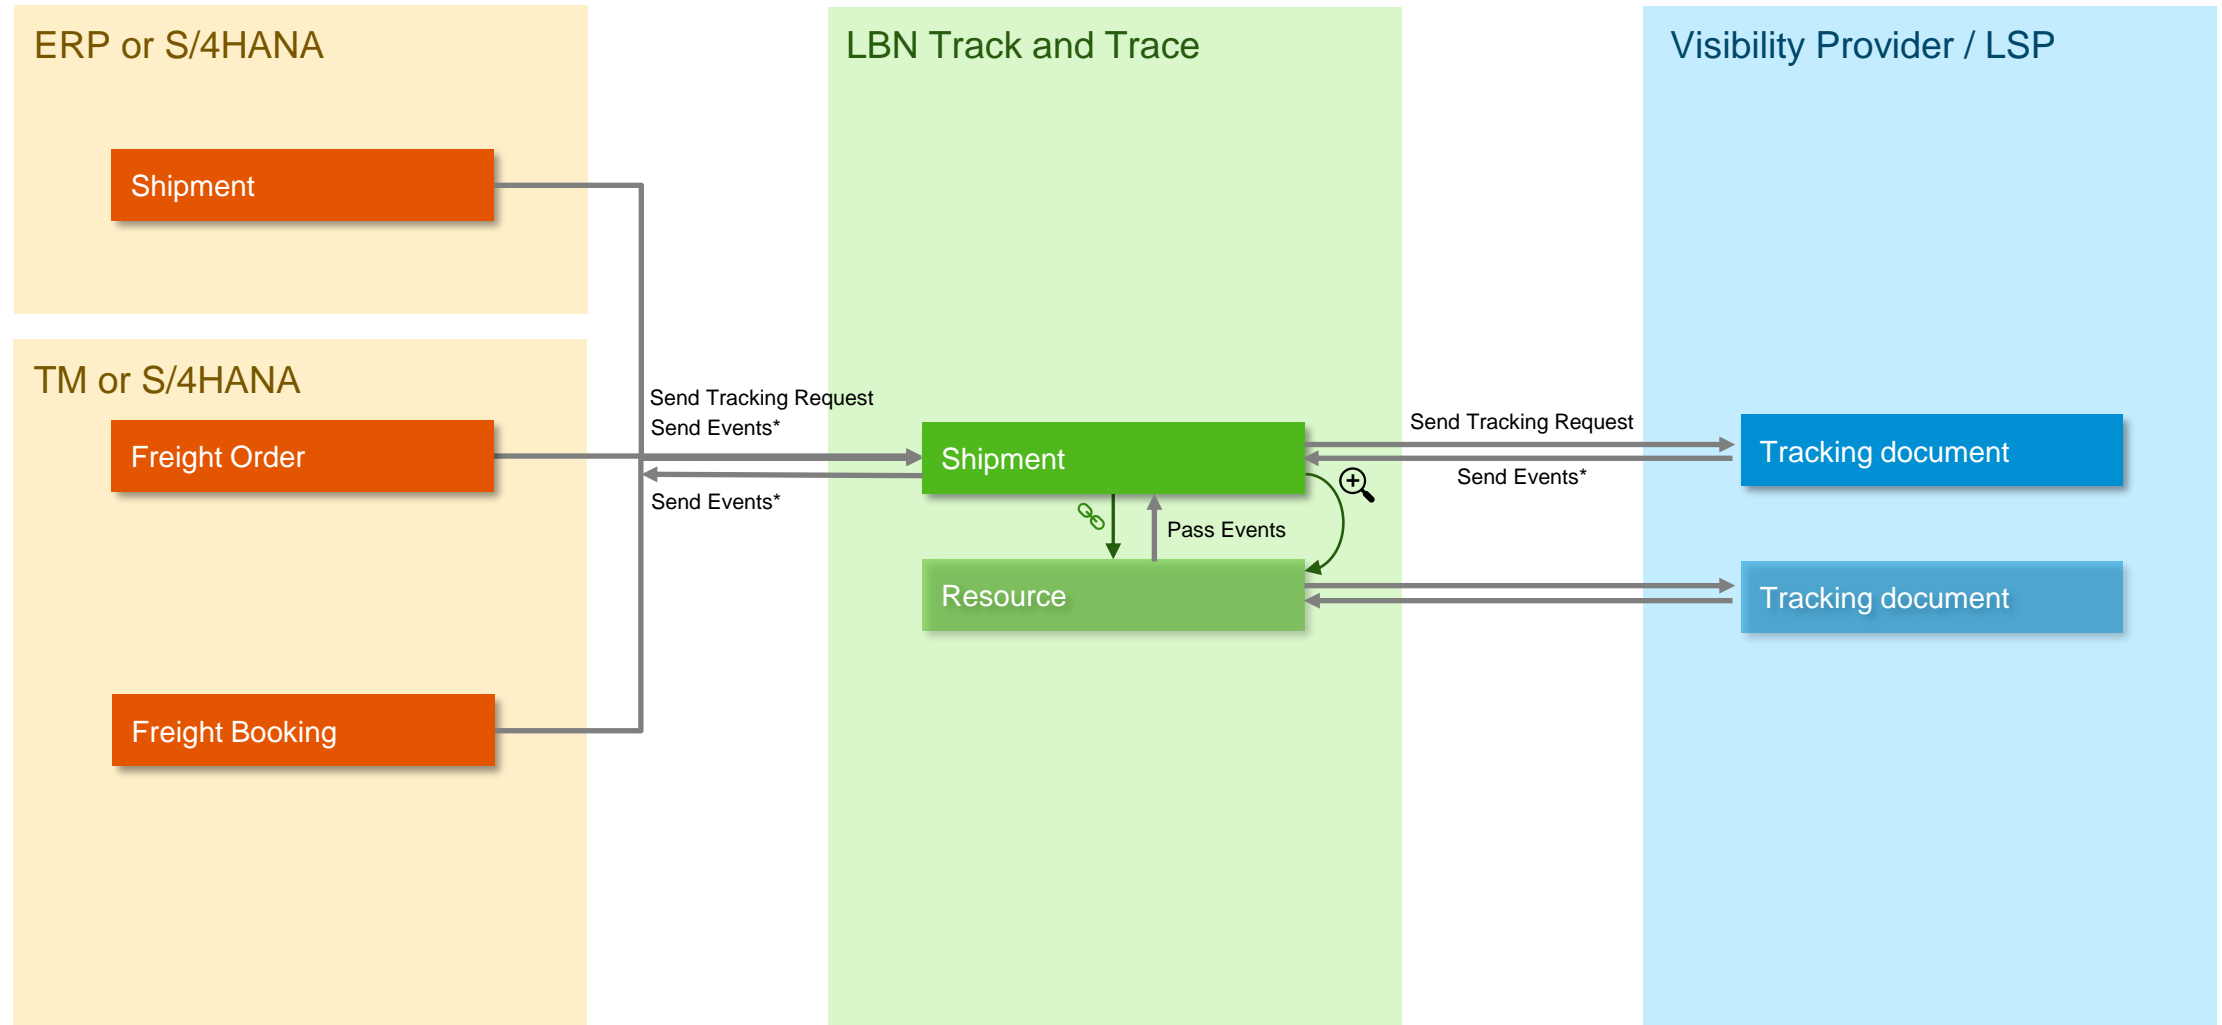 ERP or S/4HANA
Shipment
TM or S/4HANA
Freight Order
Freight Booking
Send Tracking Request
Send Events*
Send Events*
LBN Track and Trace
Shipment
Pass Events
Resource
Send Tracking Request
Send Events*
Visibility Provider / LSP
Tracking document
Tracking document